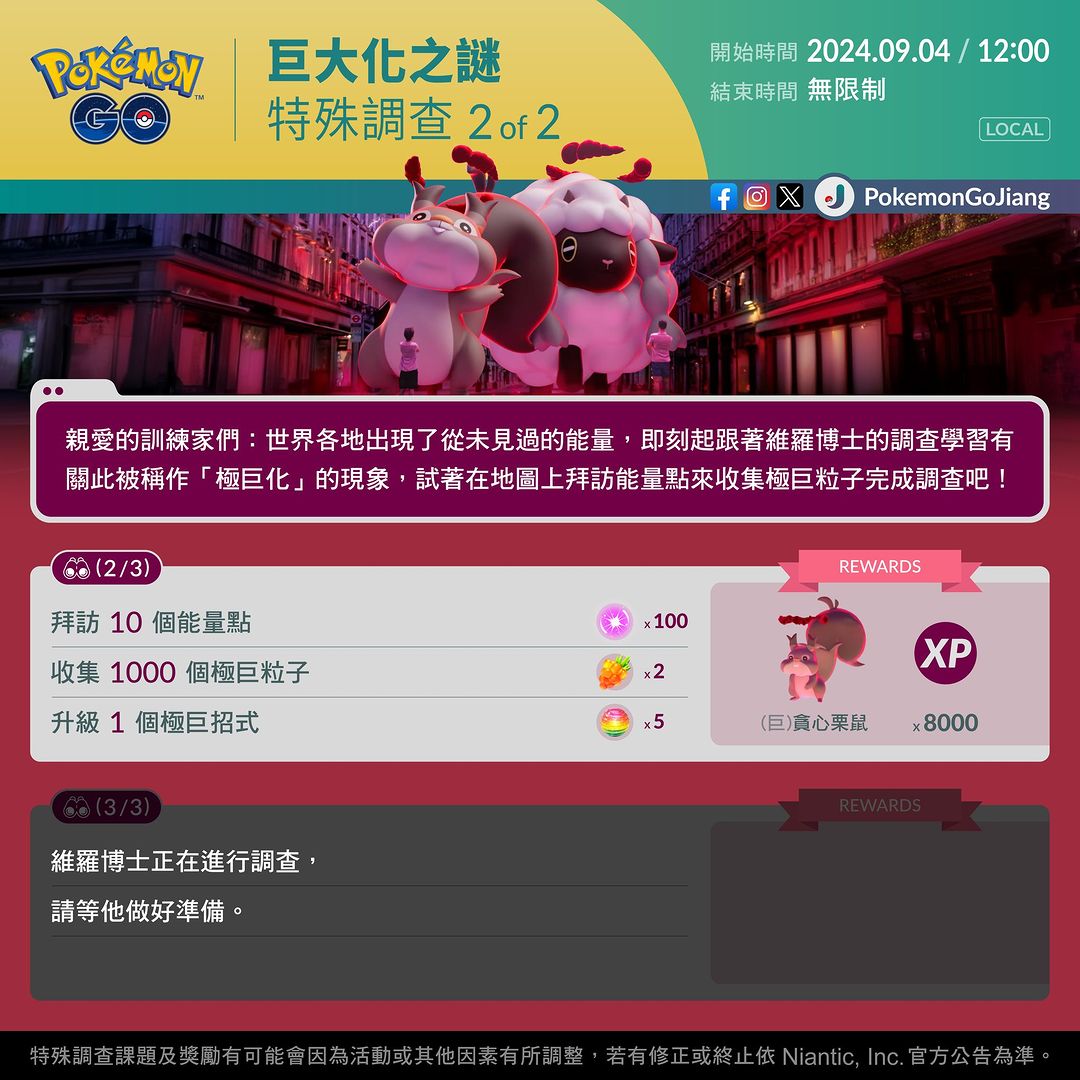 POKéMON
GO
TM
巨大化之謎
特殊調查 2 of 2
開始時間 2024.09.04 / 12:00
結束時間 無限制
LOCAL
PokemonGoJiang
親愛的訓練家們：世界各地出現了從未見過的能量，即刻起跟著維羅博士的調查學習有
關此被稱作「極巨化」的現象，試著在地圖上拜訪能量點來收集極巨粒子完成調查吧！
(2/3)
REWARDS
拜訪 10 個能量點 x100
收集 1000 個極巨粒子 x2
升級 1 個極巨招式 x5
XP
(巨)貪心栗鼠 x8000
(3/3)
REWARDS
維羅博士正在進行調查，
請等他做好準備。
特殊調查課題及獎勵有可能會因為活動或其他因素有所調整，若有修正或終止依 Niantic, Inc. 官方公告為準。